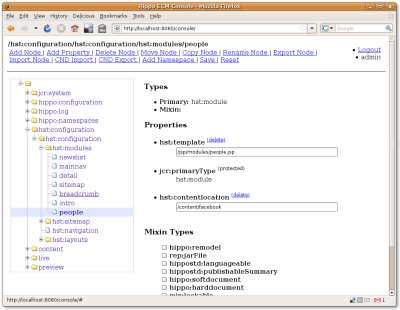 Hippo ECM Console - Mozilla Firefox
File Edit View History Delicious Bookmarks Tools Help
http://localhost:8080/console/
/hst:configuration/hst:configuration/hst:modules/people
Add Node | Add Property | Delete Node | Move Node | Copy Node | Rename Node | Export Node |
Import Node | CND Import | CND Export | Add Namespace | Save | Reset
Logout
admin
jcr:system
hippo:configuration
hippo:log
hippo:namespaces
hst:configuration
hst:configuration
hst:modules
newslist
mainnav
detail
sitemap
breadcrumb
intro
people
hst:sitemap
hst:navigation
hst:layouts
content
live
preview
Types
Primary: hst:module
Mixin:
Properties
hst:template (delete)
/jsp/modules/people.jsp
jcr:primaryType (protected)
hst:module
hst:contentlocation (delete)
/content/facebook
Mixin Types
hippo:remodel
rep:jarFile
hippostd:languageable
hippostd:publishableSummary
hippo:softdocument
hippo:harddocument
mix:lockable
http://localhost:8080/console/#